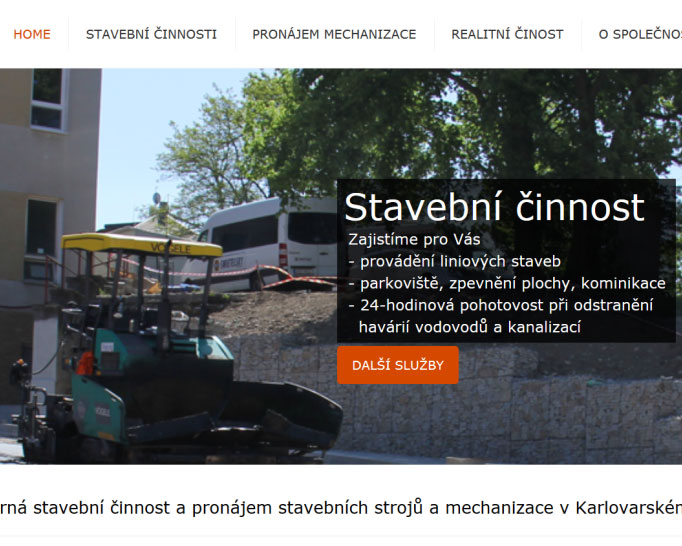 HOME STAVEBNÍ ČINNOSTI PRONÁJEM MECHANIZACE REALITNÍ ČINOST O SPOLEČNOS
Stavební činnost
Zajistíme pro Vás
- provádění liniových staveb
- parkoviště, zpevnění plochy, kominikace
- 24-hodinová pohotovost při odstranění
havárií vodovodů a kanalizací
VÖGELE
VÖGELE
DALŠÍ SLUŽBY
rná stavební činnost a pronájem stavebních strojů a mechanizace v Karlovarském